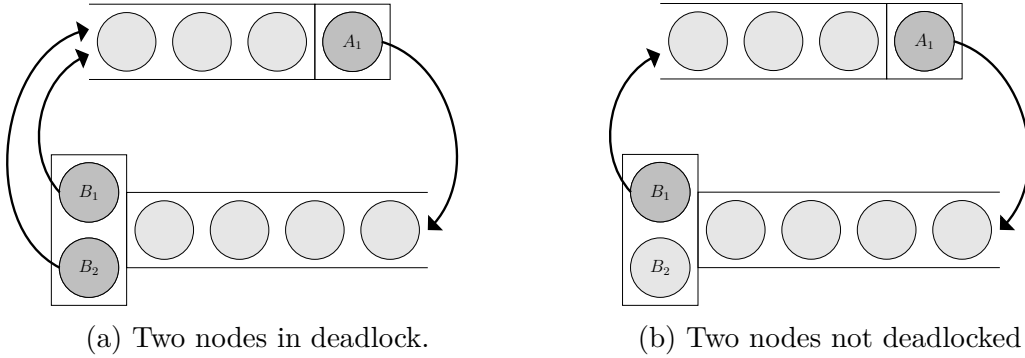 A₁
A₁
B₁
B₁
B₂
B₂
(a) Two nodes in deadlock.
(b) Two nodes not deadlocked